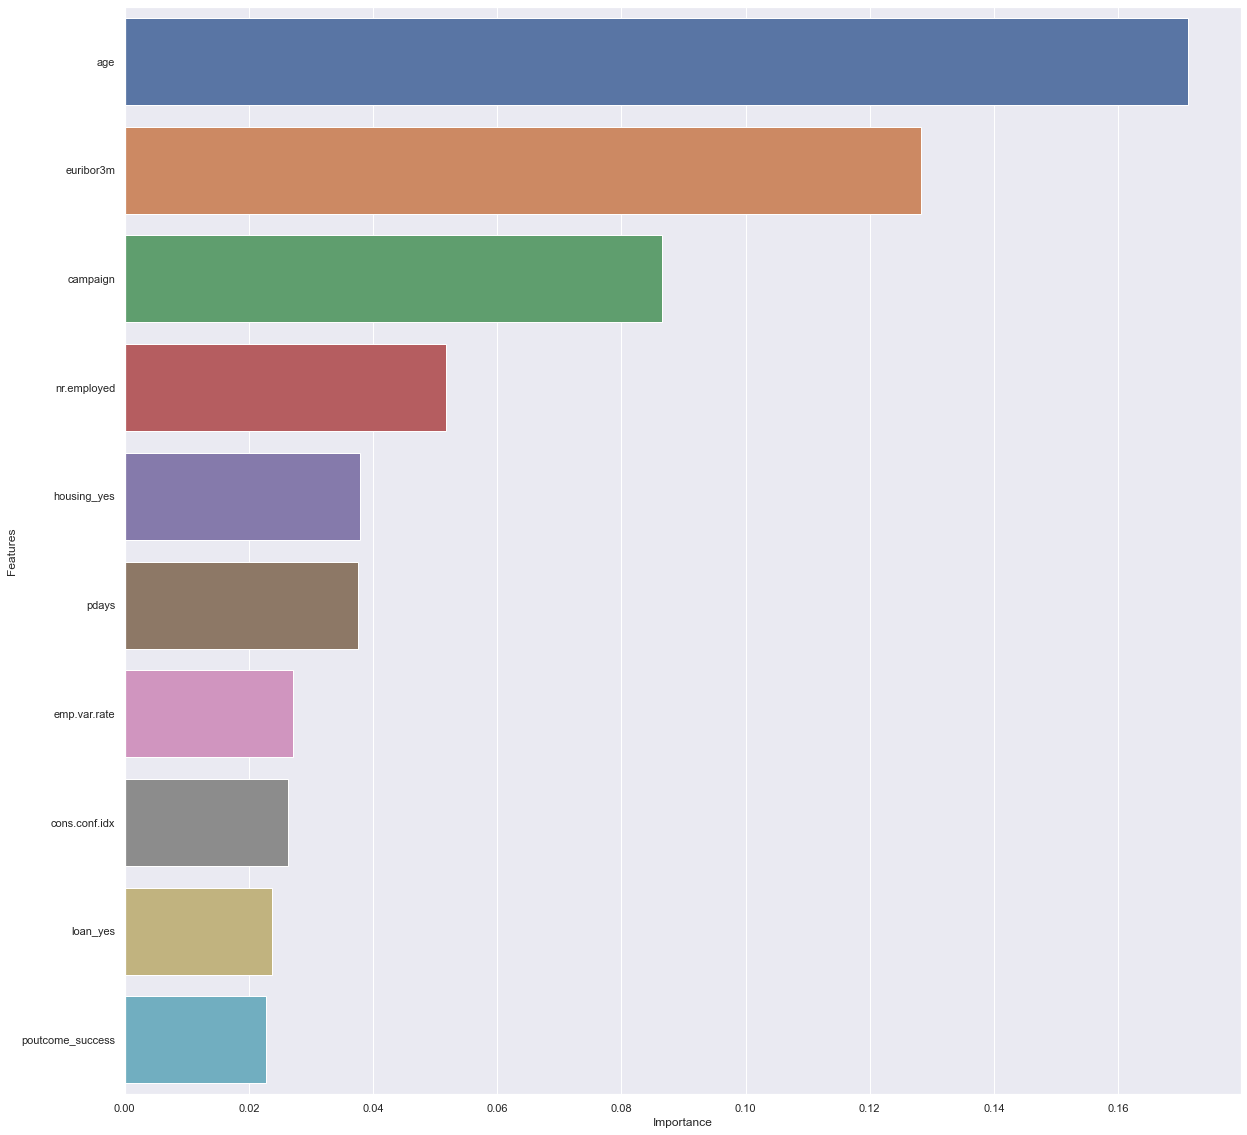 age
euribor3m
campaign
nr.employed
housing_yes
pdays
emp.var.rate
cons.conf.idx
loan_yes
poutcome_success
Features
0.00 0.02 0.04 0.06 0.08 0.10 0.12 0.14 0.16
Importance